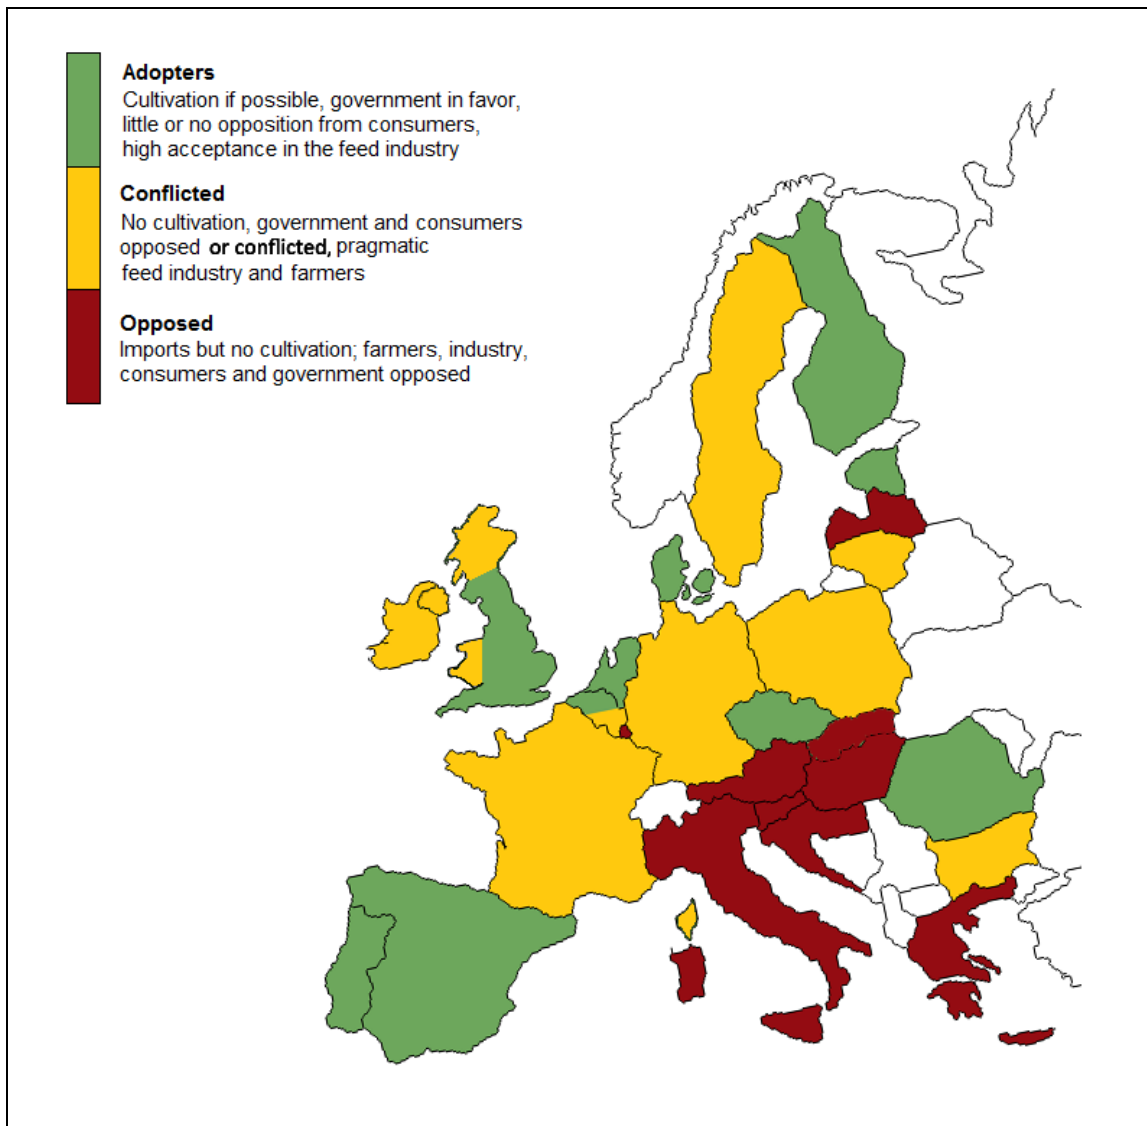 Adopters
Cultivation if possible, government in favor,
little or no opposition from consumers,
high acceptance in the feed industry
Conflicted
No cultivation, government and consumers
opposed or conflicted, pragmatic
feed industry and farmers
Opposed
Imports but no cultivation; farmers, industry,
consumers and government opposed